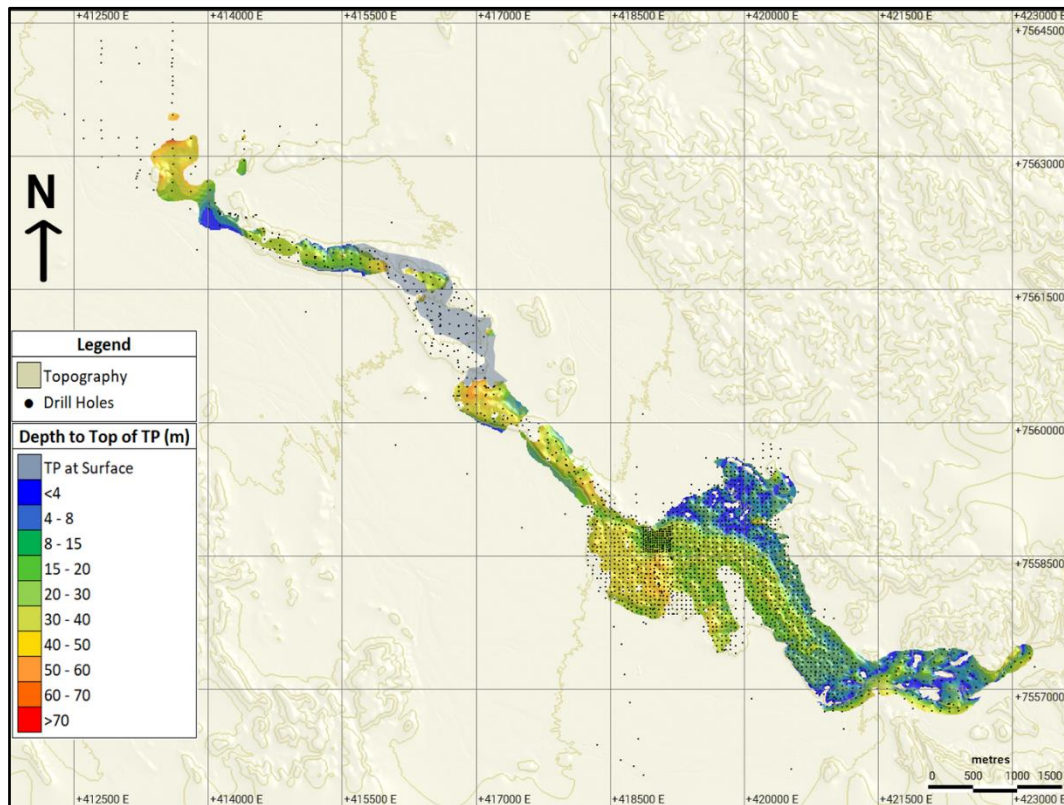 +412500 E +414000 E +415500 E +417000 E +418500 E +420000 E +421500 E +423000 E
+7564500
+7563000
N
+7561500
Legend
Topography
Drill Holes
Depth to Top of TP (m)
TP at Surface
<4
4 - 8
8 - 15
15 - 20
20 - 30
30 - 40
40 - 50
50 - 60
60 - 70
>70
+7560000
+7558500
+7557000
metres
0 500 1000 1500
+412500 E +414000 E +415500 E +417000 E +418500 E +420000 E +421500 E +423000 E